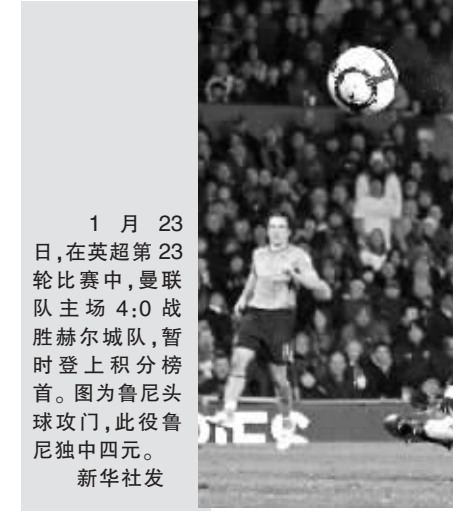 1 月 23
日,在英超第 23
轮比赛中,曼联
队主场 4:0 战
胜赫尔城队,暂
时登上积分榜
首。图为鲁尼头
球攻门,此役鲁
尼独中四元。
新华社发